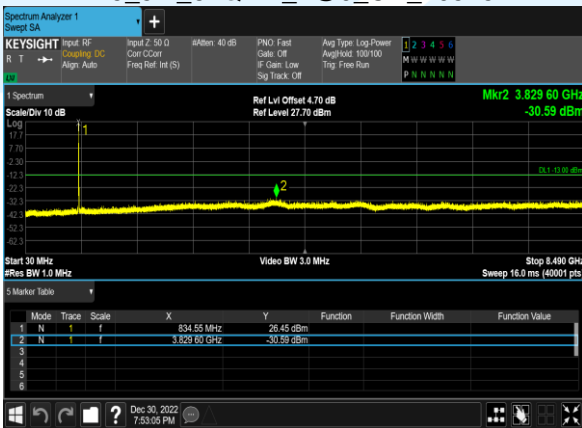 Spectrum Analyzer 1
Swept SA
KEYSIGHT Input: RF Input Z: 50 Ω #Atten: 40 dB PNO: Fast Avg Type: Log-Power 1 2 3 4 5 6
R T Coupling: DC Corr CCorr Gate: Off Avg|Hold: 100/100 M W W W W W
Align: Auto Freq Ref: Int (S) IF Gain: Low Trig: Free Run
Sig Track: Off P N N N N N
LW
1 Spectrum Ref Lvl Offset 4.70 dB Mkr2 3.829 60 GHz
Scale/Div 10 dB Ref Level 27.70 dBm -30.59 dBm
Log
17.7
7.70
-2.30
-12.3
-22.3
-32.3
-42.3
-52.3
-62.3
1
2
DL1 -13.00 dBm
Start 30 MHz Video BW 3.0 MHz Stop 8.490 GHz
#Res BW 1.0 MHz Sweep 16.0 ms (40001 pts
5 Marker Table
Mode Trace Scale X Y Function Function Width Function Value
1 N 1 f 834.55 MHz 26.45 dBm
2 N 1 f 3.829 60 GHz -30.59 dBm
3
4
5
6
? Dec 30, 2022
7:53:05 PM